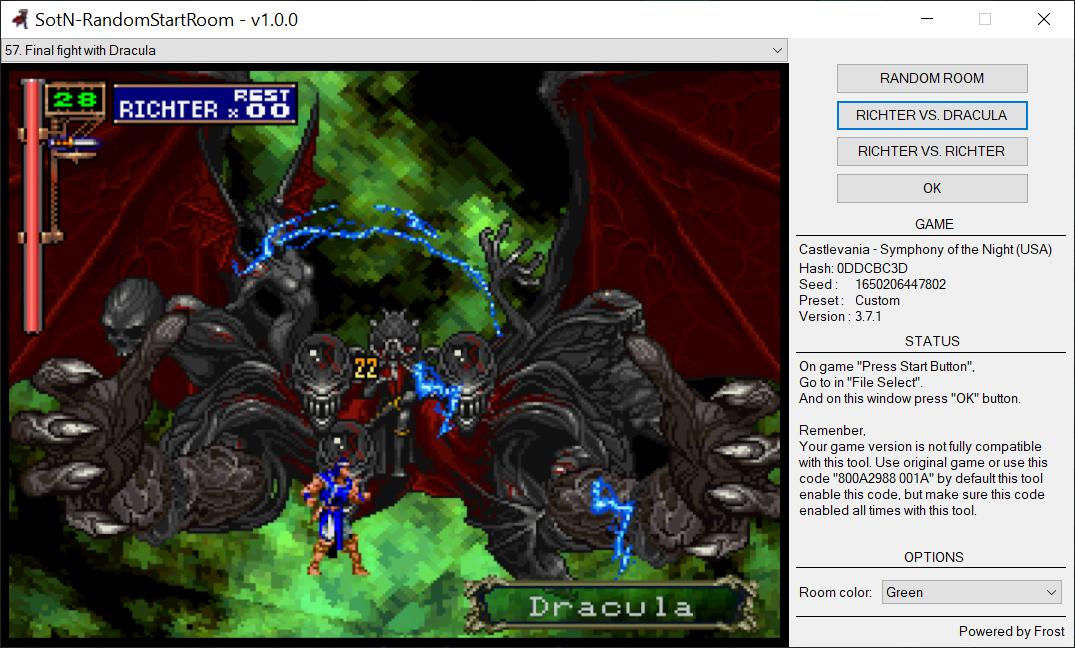 SotN-RandomStartRoom - v1.0.0
57. Final fight with Dracula
28
RICHTER REST x 00
22
Dracula
RANDOM ROOM
RICHTER VS. DRACULA
RICHTER VS. RICHTER
OK
GAME
Castlevania - Symphony of the Night (USA)
Hash: 0DDCBC3D
Seed : 1650206447802
Preset : Custom
Version : 3.7.1
STATUS
On game "Press Start Button",
Go to in "File Select".
And on this window press "OK" button.
Remenber,
Your game version is not fully compatible
with this tool. Use original game or use this
code "800A2988 001A" by default this tool
enable this code, but make sure this code
enabled all times with this tool.
OPTIONS
Room color: Green
Powered by Frost